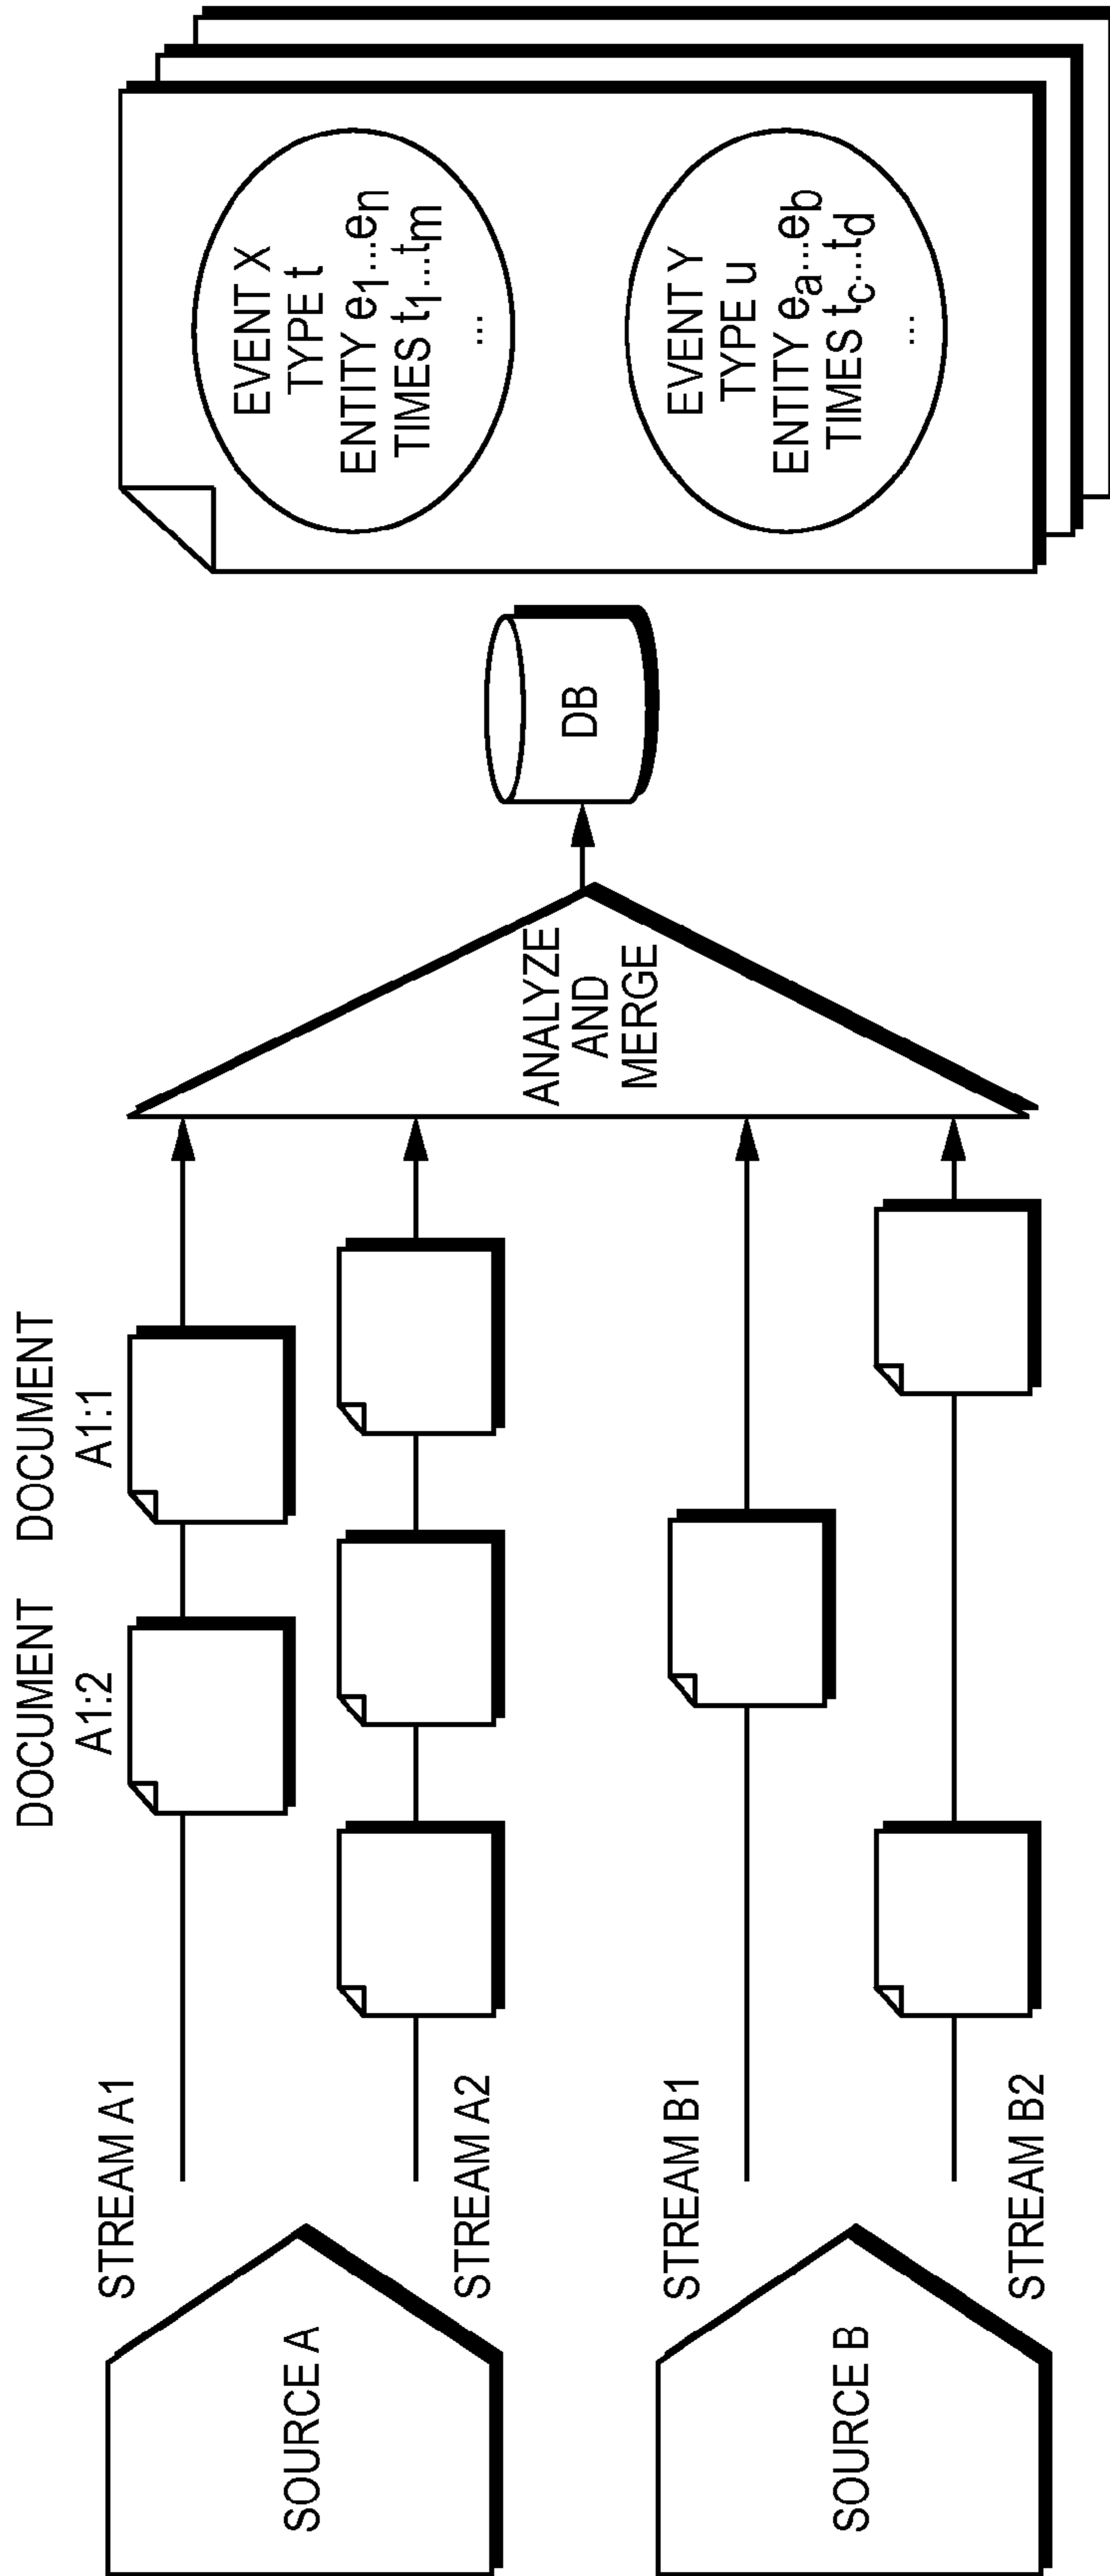 SOURCE A
STREAM A1
STREAM A2
DOCUMENT
A1:2
DOCUMENT
A1:1
SOURCE B
STREAM B1
STREAM B2
ANALYZE
AND
MERGE
DB
EVENT X
TYPE t
ENTITY e1...en
TIMES t1...tm
...
EVENT Y
TYPE u
ENTITY ea...eb
TIMES tc...td
...